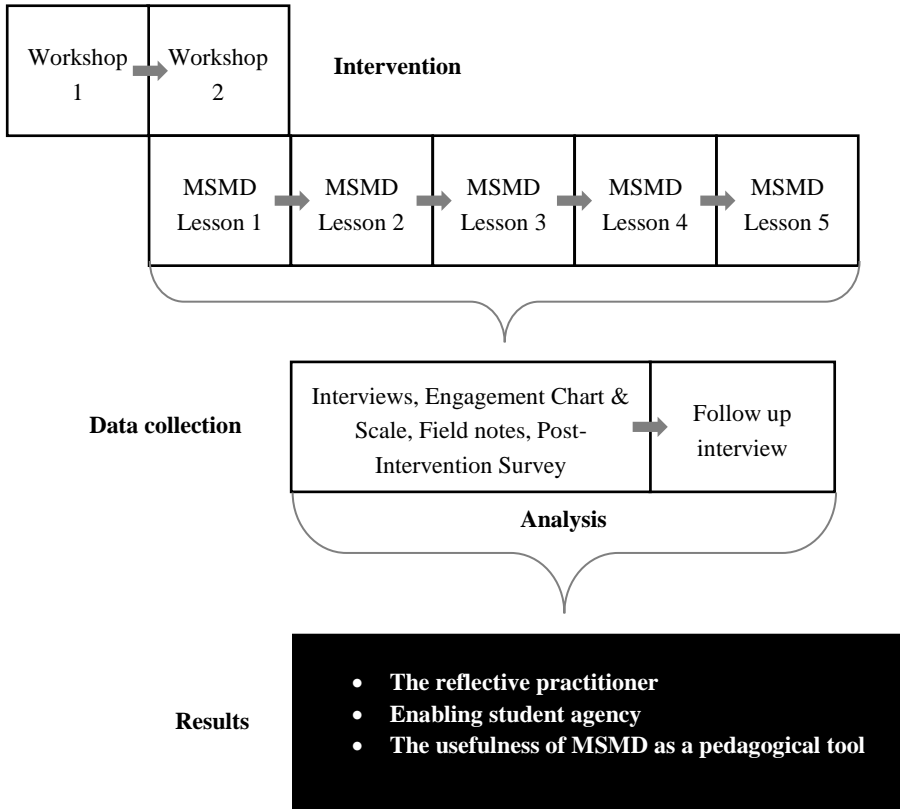 Workshop
1
Workshop
2
Intervention
MSMD
Lesson 1
MSMD
Lesson 2
MSMD
Lesson 3
MSMD
Lesson 4
MSMD
Lesson 5
Data collection
Interviews, Engagement Chart &
Scale, Field notes, Post-
Intervention Survey
Follow up
interview
Analysis
Results
• The reflective practitioner
• Enabling student agency
• The usefulness of MSMD as a pedagogical tool